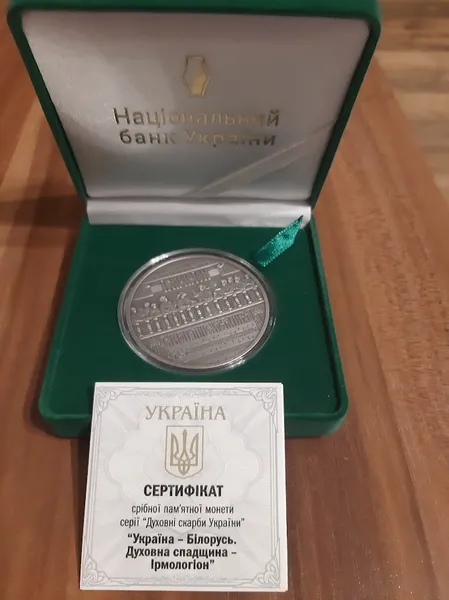 Національний
банк України
УКРАЇНА
СЕРТИФІКАТ
срібної пам'ятної монети
серії "Духовні скарби України"
"Україна – Білорусь.
Духовна спадщина –
Ірмологіон"